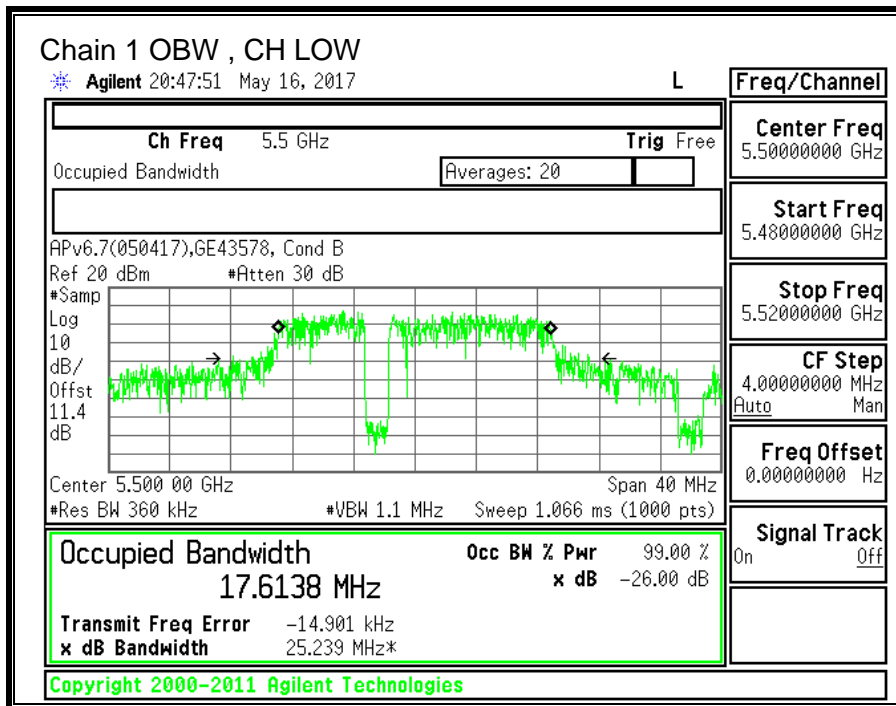 Chain 1 OBW , CH LOW
Agilent 20:47:51 May 16, 2017 L
Freq/Channel
Ch Freq 5.5 GHz Trig Free
Occupied Bandwidth Averages: 20
APv6.7(050417),GE43578, Cond B
Ref 20 dBm #Atten 30 dB
#Samp
Log
10
dB/
Offst
11.4
dB
Center 5.500 00 GHz Span 40 MHz
#Res BW 360 kHz #VBW 1.1 MHz Sweep 1.066 ms (1000 pts)
Occupied Bandwidth
17.6138 MHz
Occ BW % Pwr 99.00 %
x dB -26.00 dB
Transmit Freq Error -14.901 kHz
x dB Bandwidth 25.239 MHz*
Copyright 2000-2011 Agilent Technologies
Center Freq
5.50000000 GHz
Start Freq
5.48000000 GHz
Stop Freq
5.52000000 GHz
CF Step
4.00000000 MHz
Auto Man
Freq Offset
0.00000000 Hz
Signal Track
On Off